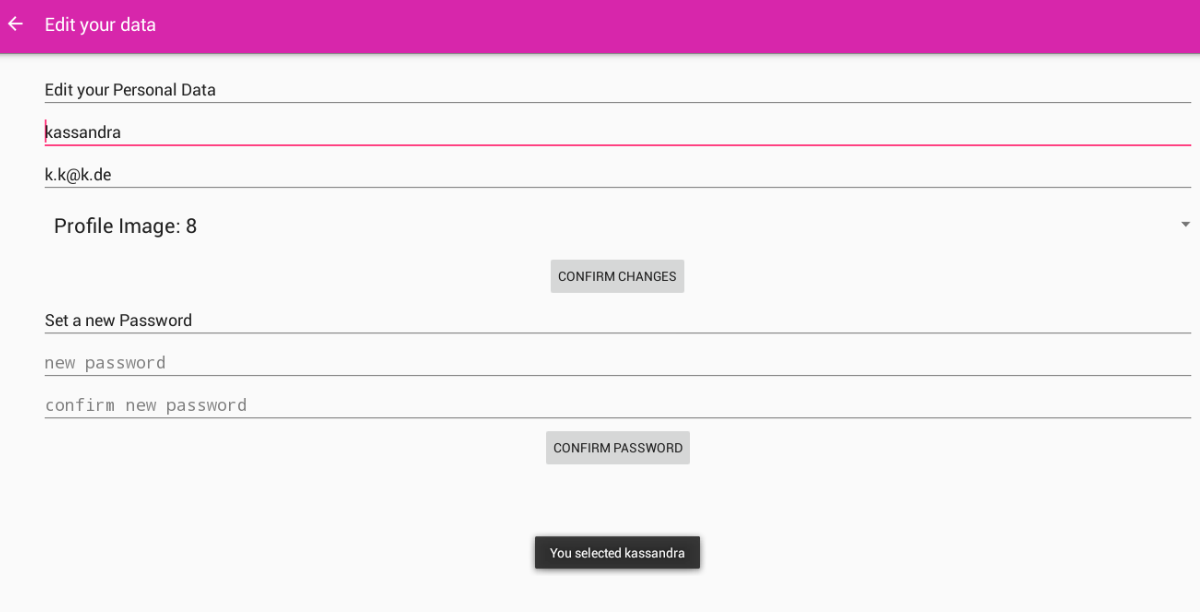 Edit your data
Edit your Personal Data
kassandra
k.k@k.de
Profile Image: 8
CONFIRM CHANGES
Set a new Password
new password
confirm new password
CONFIRM PASSWORD
You selected kassandra